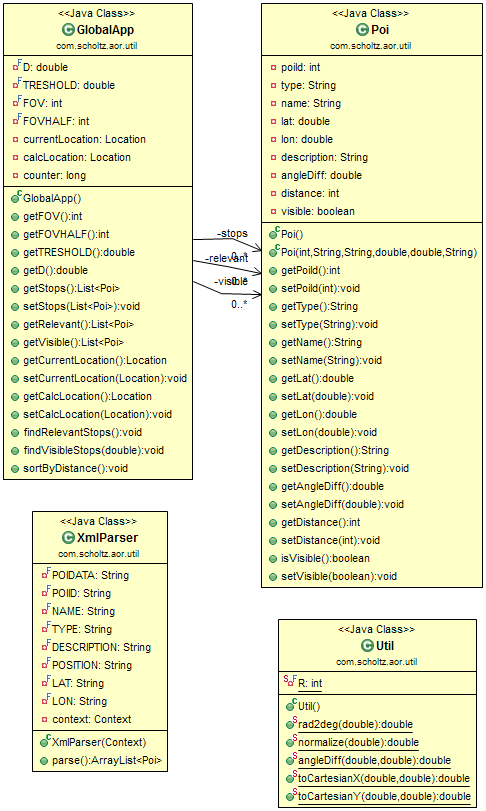 <<Java Class>>
GlobalApp
com.scholtz.aor.util
D: double
TRESHOLD: double
FOV: int
FOVHALF: int
currentLocation: Location
calcLocation: Location
counter: long
GlobalApp()
getFOV():int
getFOVHALF():int
getTRESHOLD():double
getD():double
getStops():List<Poi>
setStops(List<Poi>):void
getRelevant():List<Poi>
getVisible():List<Poi>
getCurrentLocation():Location
setCurrentLocation(Location):void
getCalcLocation():Location
setCalcLocation(Location):void
findRelevantStops():void
findVisibleStops(double):void
sortByDistance():void
-stops
0..*
-relevant
0..*
-visible
0..*
<<Java Class>>
Poi
com.scholtz.aor.util
poiId: int
type: String
name: String
lat: double
lon: double
description: String
angleDiff: double
distance: int
visible: boolean
Poi()
Poi(int,String,String,double,double,String)
getPoiId():int
setPoiId(int):void
getType():String
setType(String):void
getName():String
setName(String):void
getLat():double
setLat(double):void
getLon():double
setLon(double):void
getDescription():String
setDescription(String):void
getAngleDiff():double
setAngleDiff(double):void
getDistance():int
setDistance(int):void
isVisible():boolean
setVisible(boolean):void
<<Java Class>>
XmlParser
com.scholtz.aor.util
POIDATA: String
POIID: String
NAME: String
TYPE: String
DESCRIPTION: String
POSITION: String
LAT: String
LON: String
context: Context
XmlParser(Context)
parse():ArrayList<Poi>
<<Java Class>>
Util
com.scholtz.aor.util
R: int
Util()
rad2deg(double):double
normalize(double):double
angleDiff(double,double):double
toCartesianX(double,double):double
toCartesianY(double,double):double